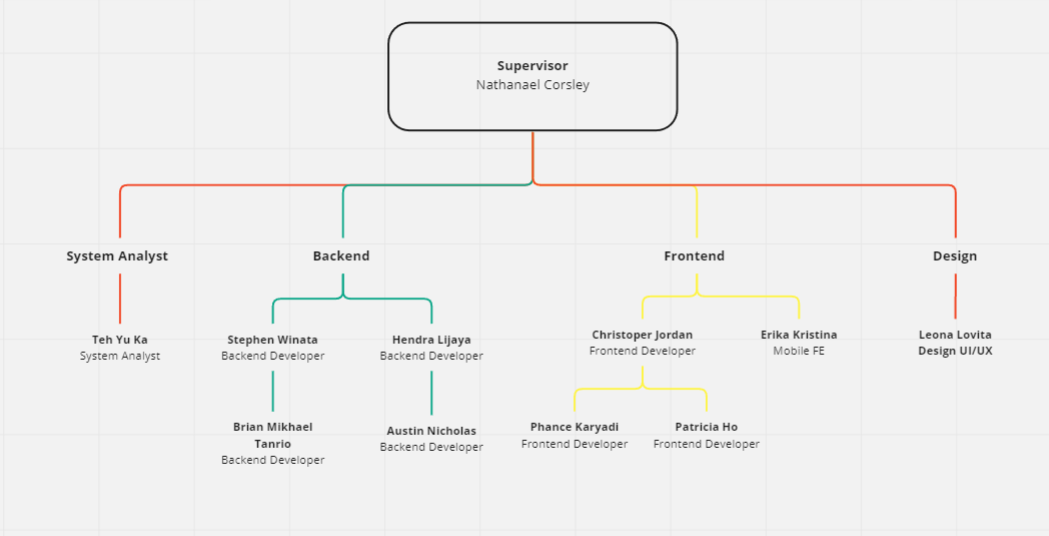 Supervisor
Nathanael Corsley
System Analyst
Backend
Frontend
Design
Teh Yu Ka
System Analyst
Stephen Winata
Backend Developer
Hendra Lijaya
Backend Developer
Christoper Jordan
Frontend Developer
Erika Kristina
Mobile FE
Leona Lovita
Design UI/UX
Brian Mikhael
Tanrio
Backend Developer
Austin Nicholas
Backend Developer
Phance Karyadi
Frontend Developer
Patricia Ho
Frontend Developer